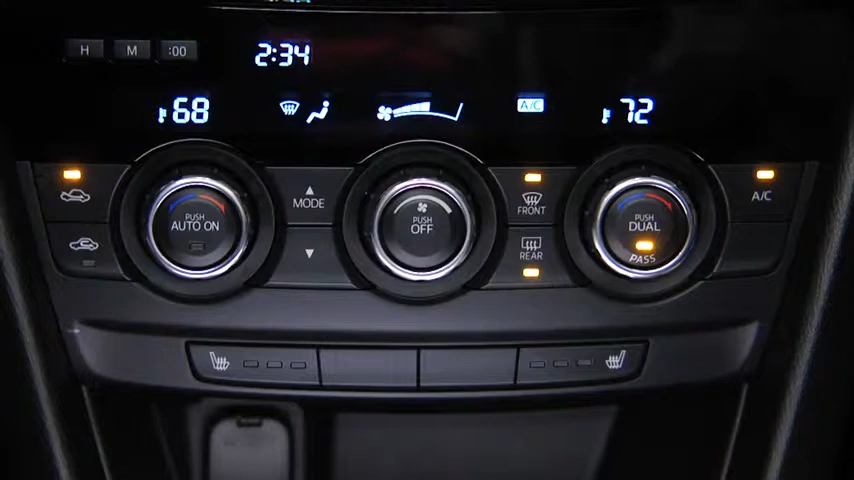 H M :00 2:34
68 A/C 72
PUSH
AUTO ON
MODE
PUSH
OFF
FRONT
REAR
PUSH
DUAL
PASS
A/C